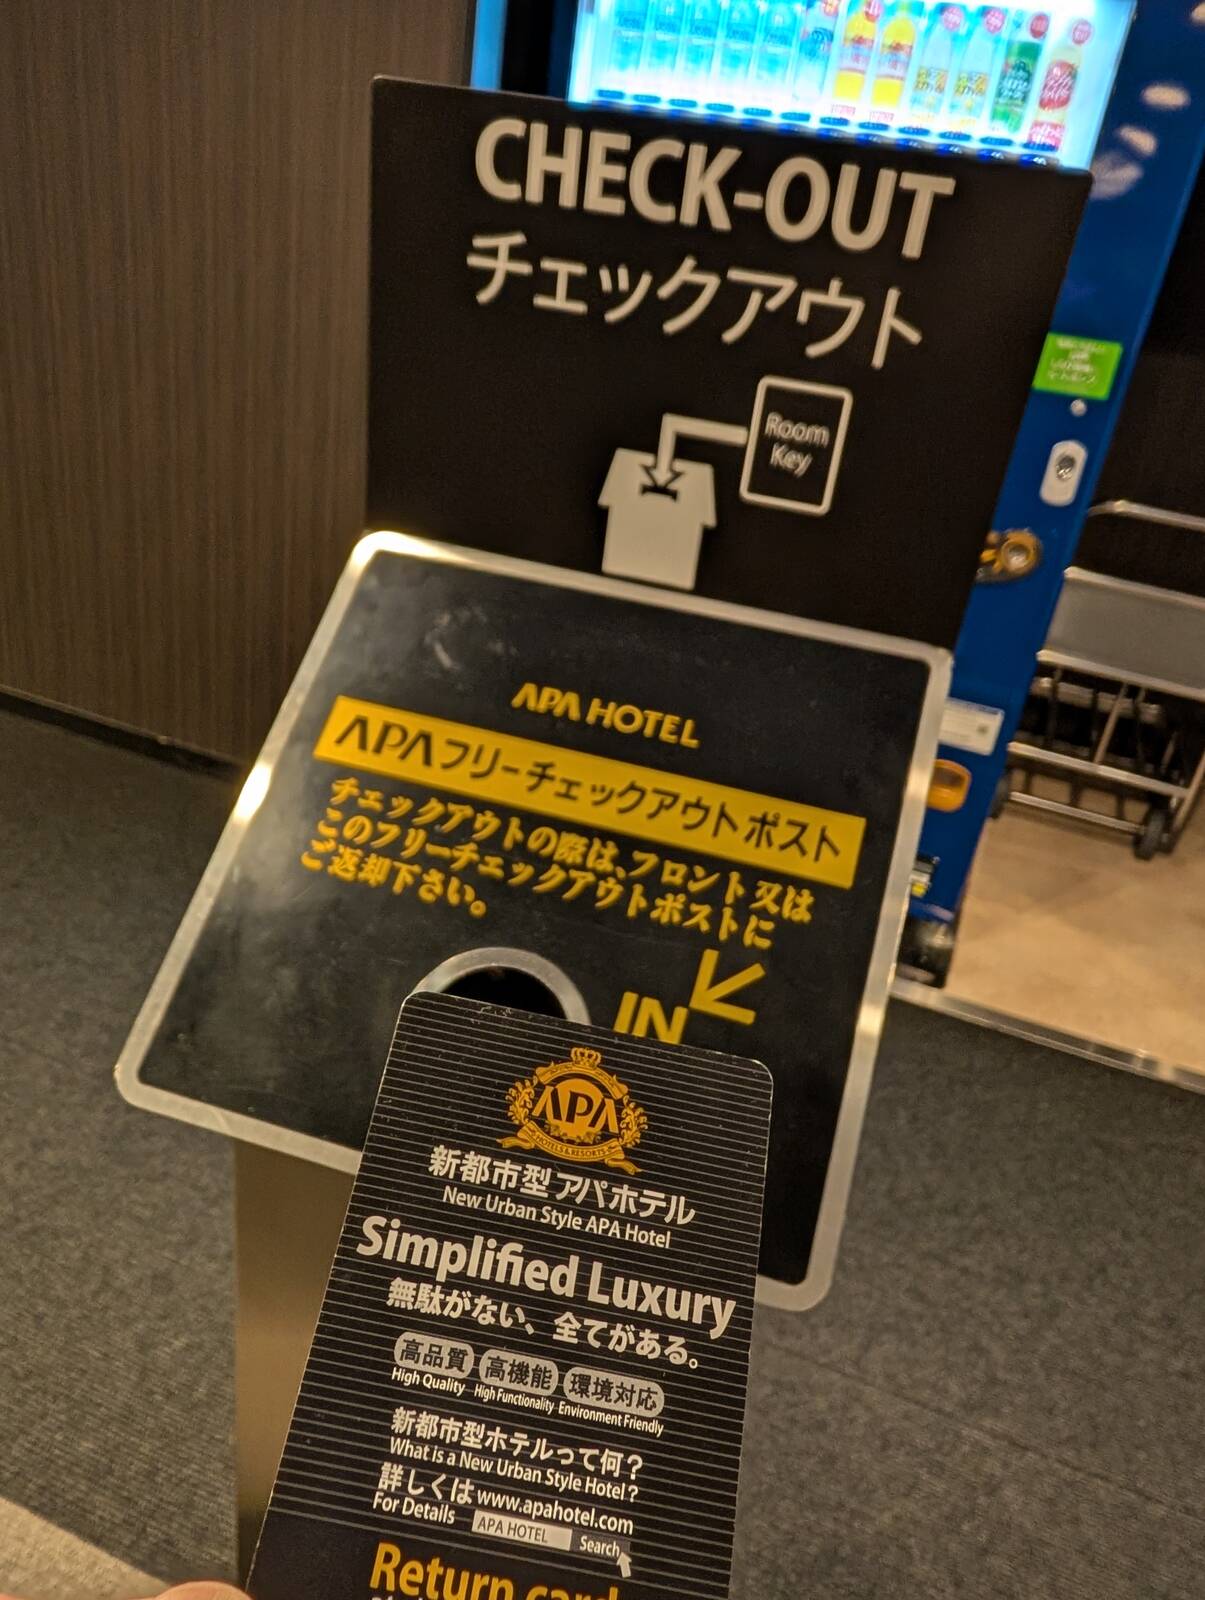 CHECK-OUT
チェックアウト
Room
Key
APA HOTEL
APAフリーチェックアウトポスト
チェックアウトの際は、フロント又は
このフリーチェックアウトポストに
ご返却下さい。
IN
APA
HOTELS & RESORTS
新都市型 アパホテル
New Urban Style APA Hotel
Simplified Luxury
無駄がない、全てがある。
高品質 高機能 環境対応
High Quality High Functionality Environment Friendly
新都市型ホテルって何？
What is a New Urban Style Hotel?
詳しくは www.apahotel.com
For Details APA HOTEL Search
Return card